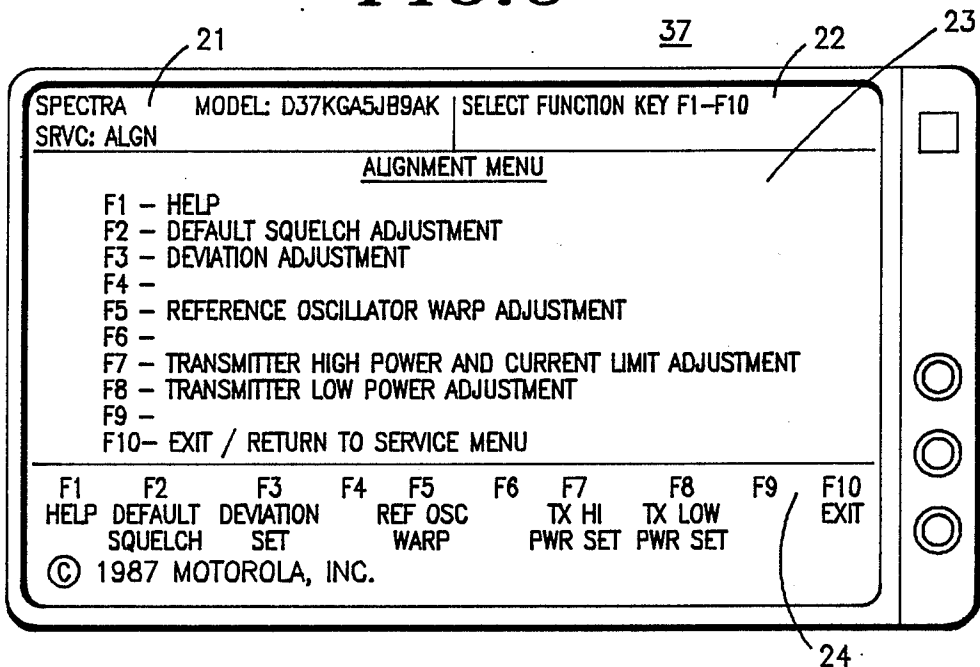 21
37
22
23
SPECTRA MODEL: D37KGA5JB9AK SELECT FUNCTION KEY F1-F10
SRVC: ALGN
ALIGNMENT MENU
F1 – HELP
F2 – DEFAULT SQUELCH ADJUSTMENT
F3 – DEVIATION ADJUSTMENT
F4 –
F5 – REFERENCE OSCILLATOR WARP ADJUSTMENT
F6 –
F7 – TRANSMITTER HIGH POWER AND CURRENT LIMIT ADJUSTMENT
F8 – TRANSMITTER LOW POWER ADJUSTMENT
F9 –
F10– EXIT / RETURN TO SERVICE MENU
F1 F2 F3 F4 F5 F6 F7 F8 F9 F10
HELP DEFAULT DEVIATION REF OSC TX HI TX LOW EXIT
SQUELCH SET WARP PWR SET PWR SET
© 1987 MOTOROLA, INC.
24